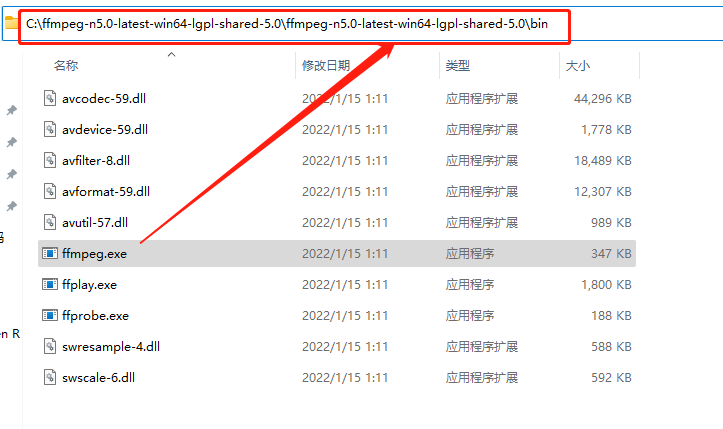 C:\ffmpeg-n5.0-latest-win64-lgpl-shared-5.0\ffmpeg-n5.0-latest-win64-lgpl-shared-5.0\bin
名称 修改日期 类型 大小
avcodec-59.dll 2022/1/15 1:11 应用程序扩展 44,296 KB
avdevice-59.dll 2022/1/15 1:11 应用程序扩展 1,778 KB
avfilter-8.dll 2022/1/15 1:11 应用程序扩展 18,489 KB
avformat-59.dll 2022/1/15 1:11 应用程序扩展 12,307 KB
avutil-57.dll 2022/1/15 1:11 应用程序扩展 989 KB
码
ffmpeg.exe 2022/1/15 1:11 应用程序 347 KB
ffplay.exe 2022/1/15 1:11 应用程序 1,800 KB
ffprobe.exe 2022/1/15 1:11 应用程序 188 KB
en R
swresample-4.dll 2022/1/15 1:11 应用程序扩展 588 KB
swscale-6.dll 2022/1/15 1:11 应用程序扩展 592 KB